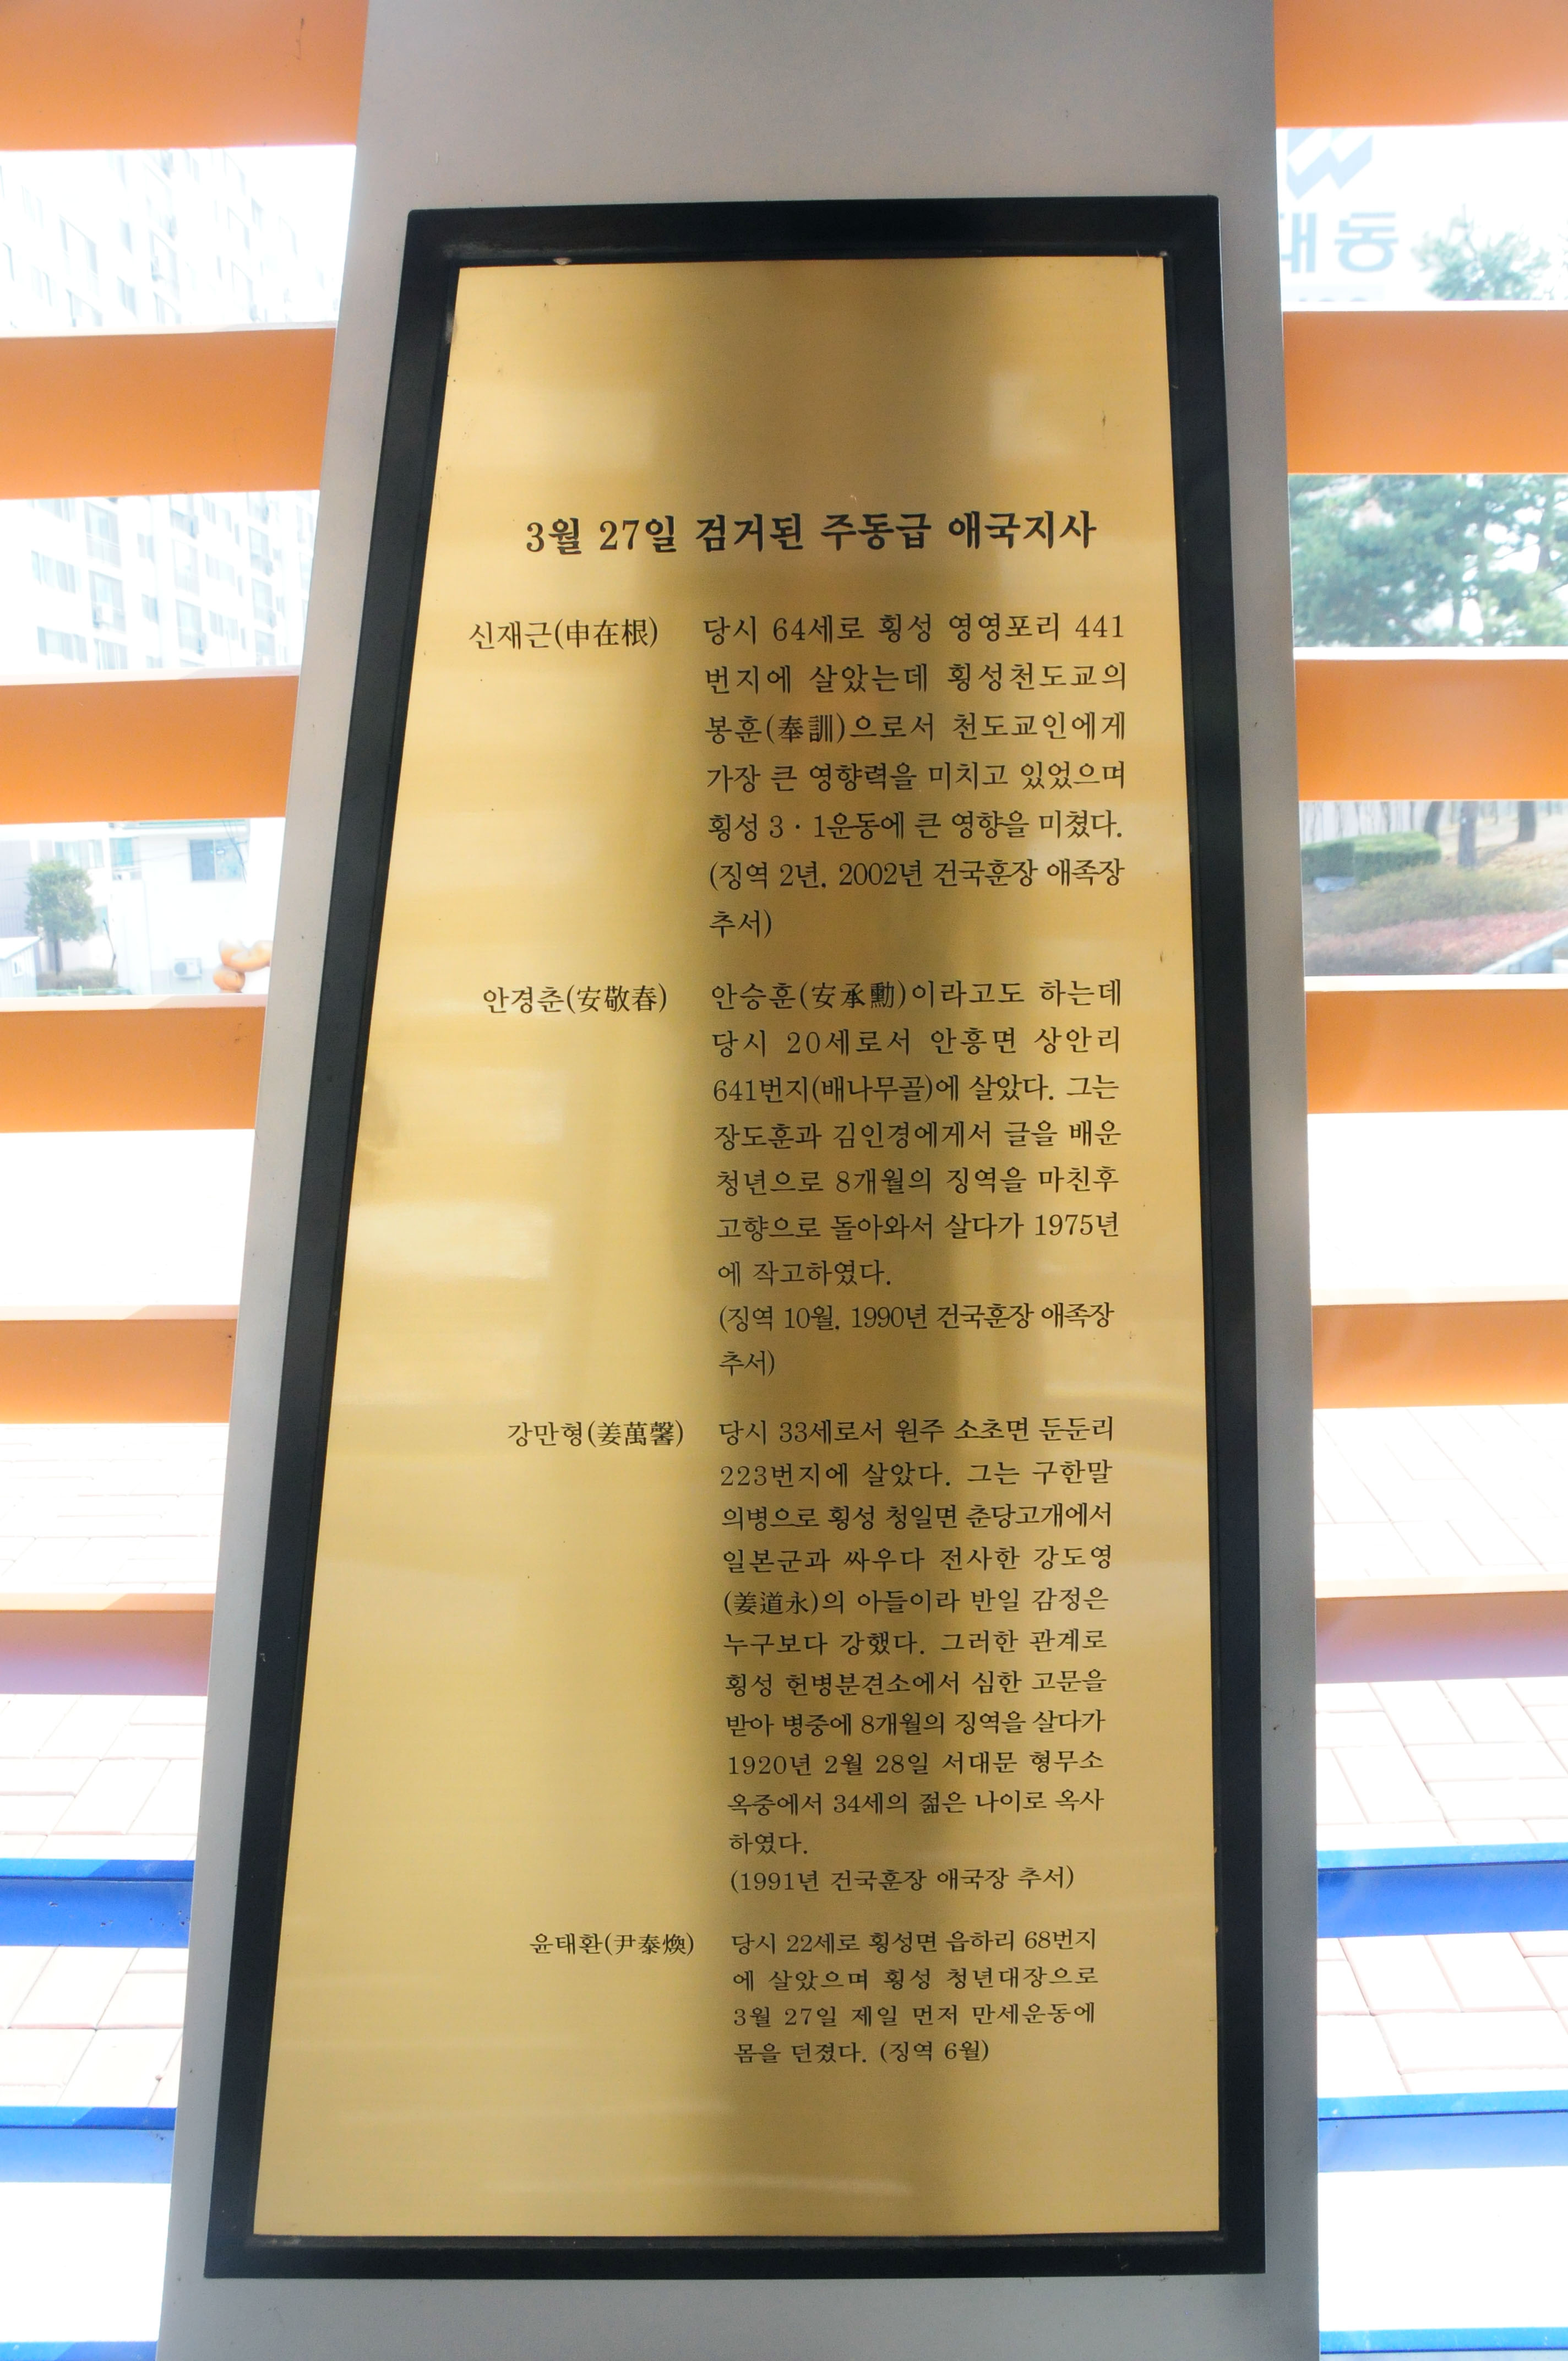 3월 27일 검거된 주동급 애국지사
신재근(申在根) 당시 64세로 횡성 영영포리 441
번지에 살았는데 횡성천도교의
봉훈(奉訓)으로서 천도교인에게
가장 큰 영향력을 미치고 있었으며
횡성 3·1운동에 큰 영향을 미쳤다.
(징역 2년, 2002년 건국훈장 애족장
추서)
안경춘(安敬春) 안승훈(安承勳)이라고도 하는데
당시 20세로서 안흥면 상안리
641번지(배나무골)에 살았다. 그는
장도훈과 김인경에게서 글을 배운
청년으로 8개월의 징역을 마친후
고향으로 돌아와서 살다가 1975년
에 작고하였다.
(징역 10월, 1990년 건국훈장 애족장
추서)
강만형(姜萬馨) 당시 33세로서 원주 소초면 둔둔리
223번지에 살았다. 그는 구한말
의병으로 횡성 청일면 춘당고개에서
일본군과 싸우다 전사한 강도영
(姜道永)의 아들이라 반일 감정은
누구보다 강했다. 그러한 관계로
횡성 헌병분견소에서 심한 고문을
받아 병중에 8개월의 징역을 살다가
1920년 2월 28일 서대문 형무소
옥중에서 34세의 젊은 나이로 옥사
하였다.
(1991년 건국훈장 애국장 추서)
윤태환(尹泰煥) 당시 22세로 횡성면 읍하리 68번지
에 살았으며 횡성 청년대장으로
3월 27일 제일 먼저 만세운동에
몸을 던졌다. (징역 6월)